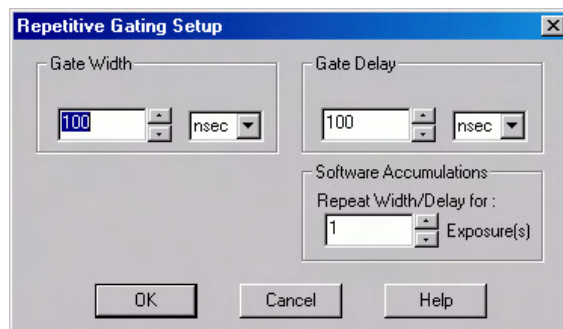 Repetitive Gating Setup
Gate Width
100
nsec
Gate Delay
100
nsec
Software Accumulations
Repeat Width/Delay for :
1
Exposure(s)
OK
Cancel
Help